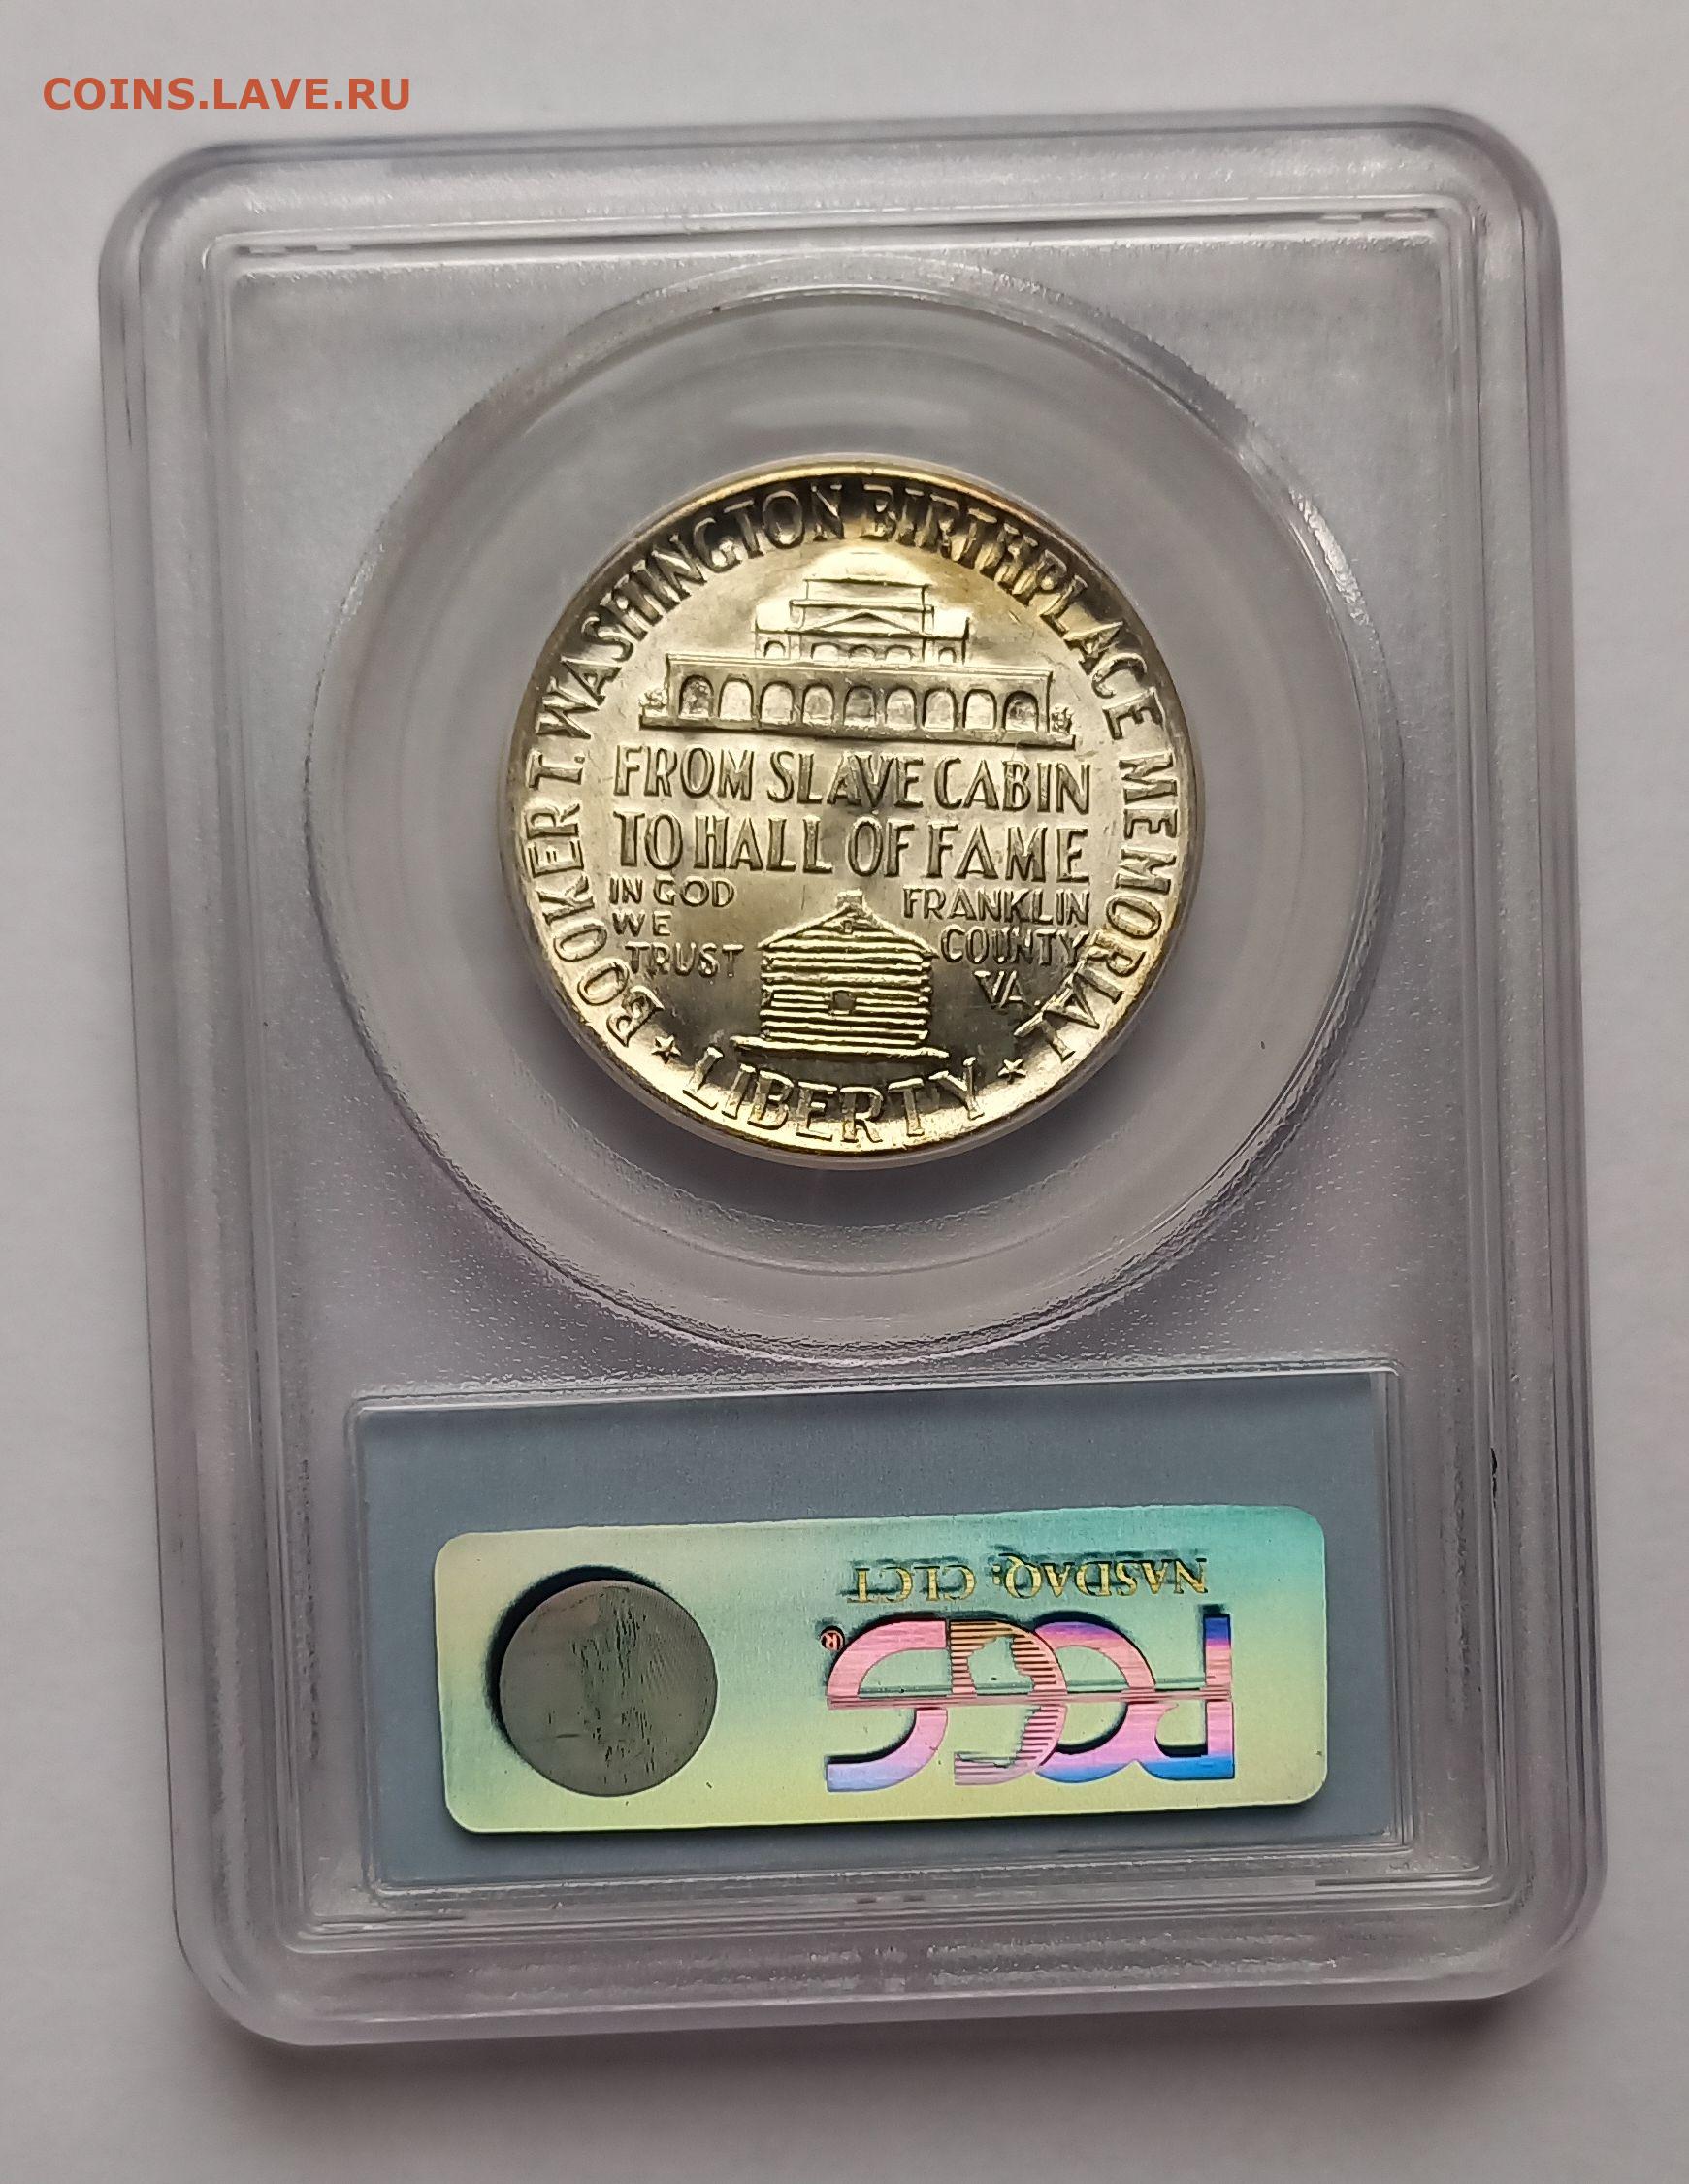 COINS.LAVE.RU
BOOKER T. WASHINGTON BIRTHPLACE MEMORIAL
FROM SLAVE CABIN
TO HALL OF FAME
IN GOD
WE
TRUST
FRANKLIN
COUNTY
VA.
★ LIBERTY ★
NASDAQ: CLCT
PCGS®